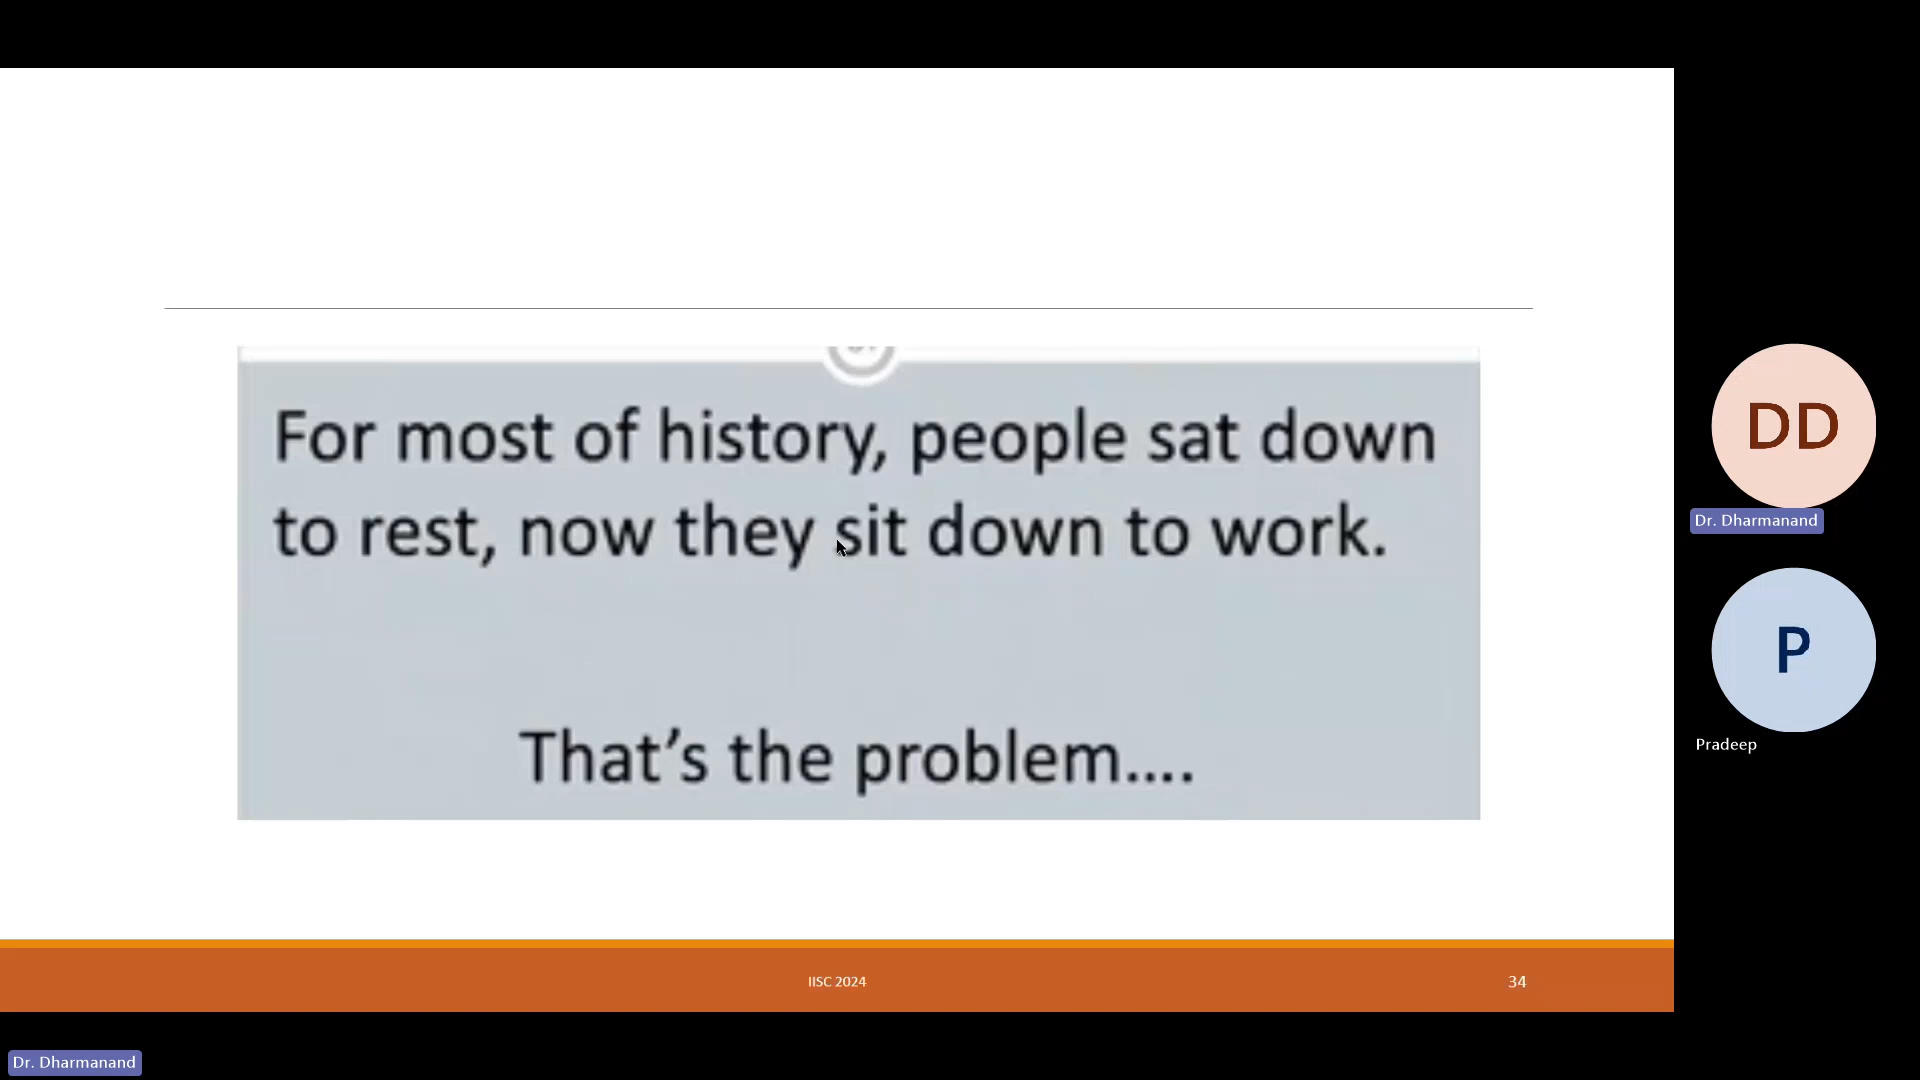 For most of history, people sat down
to rest, now they sit down to work.
That's the problem....
IISC 2024
34
DD
Dr. Dharmanand
P
Pradeep
Dr. Dharmanand